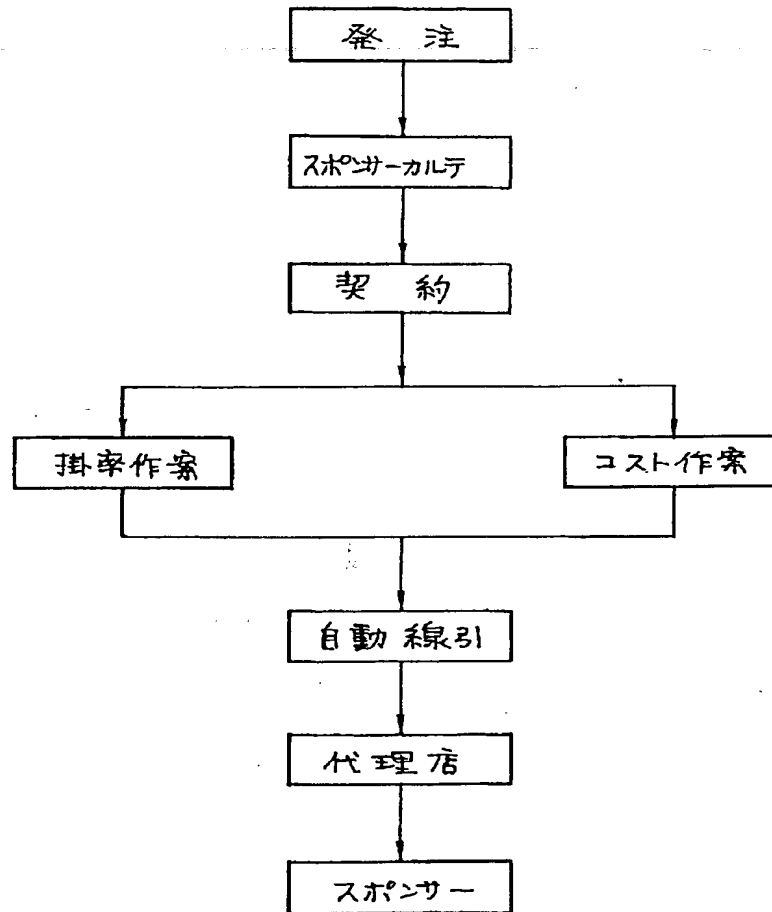 発 注
スポンサーカルテ
契 約
掛率作案
コスト作案
自動線引
代理店
スポンサー